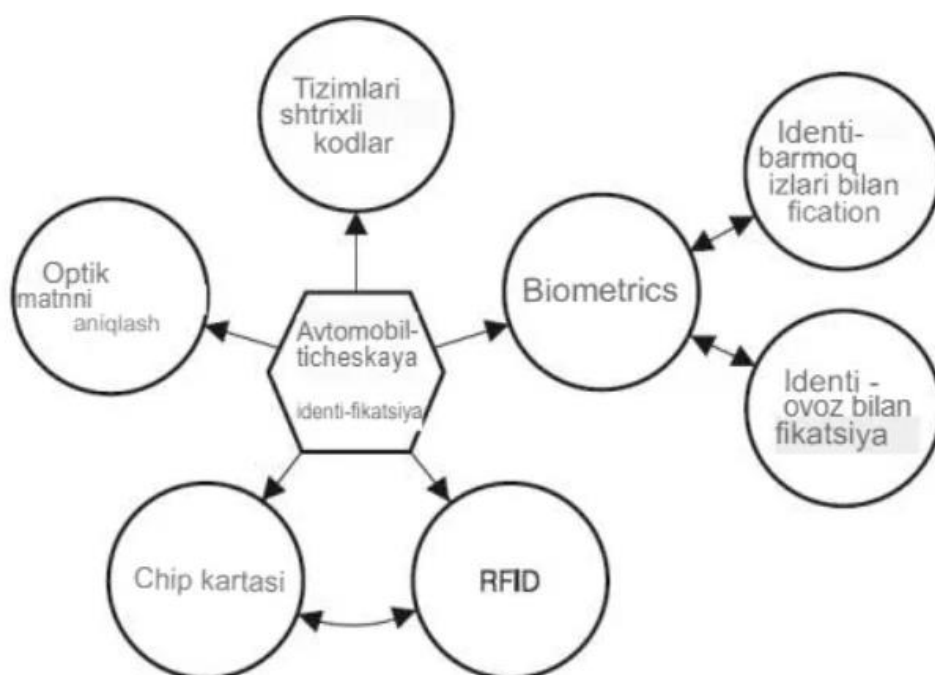 Tizimlari
shtrixli
kodlar
Identi-
barmoq
izlari bilan
fication
Optik
matnni
aniqlash
Biometrics
Avtomobil-
ticheskaya
identi-fikatsiya
Identi -
ovoz bilan
fikatsiya
Chip kartasi
RFID